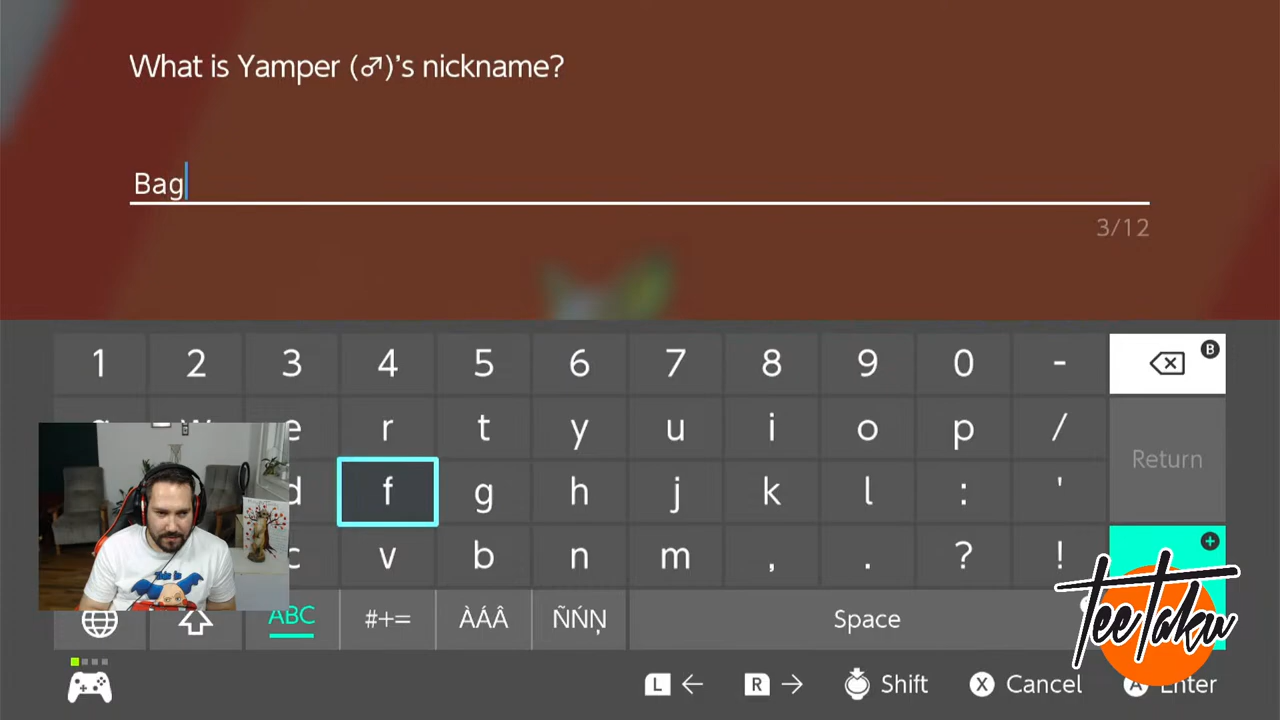 What is Yamper (♂)'s nickname?
Bag
3/12
1 2 3 4 5 6 7 8 9 0 - B
e r t y u i o p / Return
d f g h j k l : '
c v b n m , . ? ! +
ABC #+= ÀÁÂ ÑŃŅ Space
TeeTaku
L ← R → Shift X Cancel A Enter